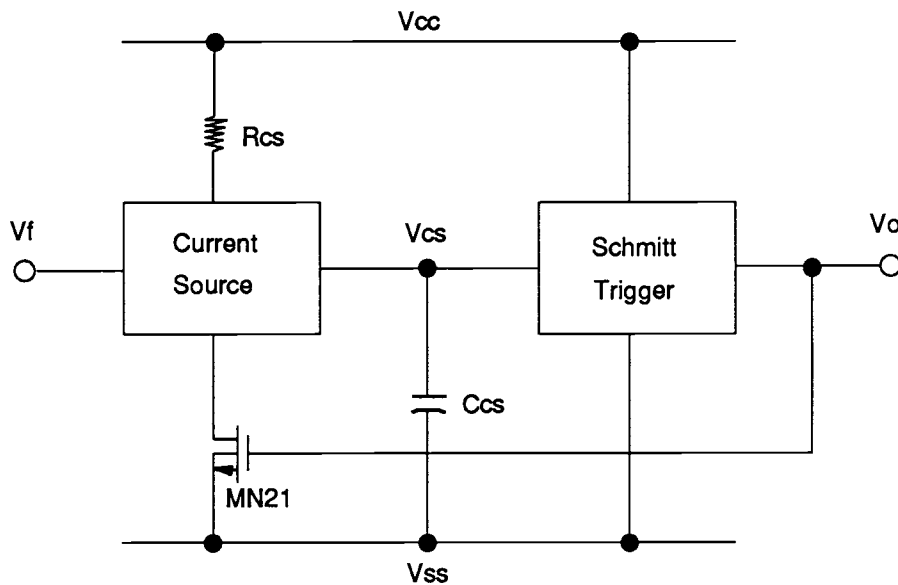 Vcc
Rcs
Vf
Current
Source
Vcs
Schmitt
Trigger
Vo
Ccs
MN21
Vss